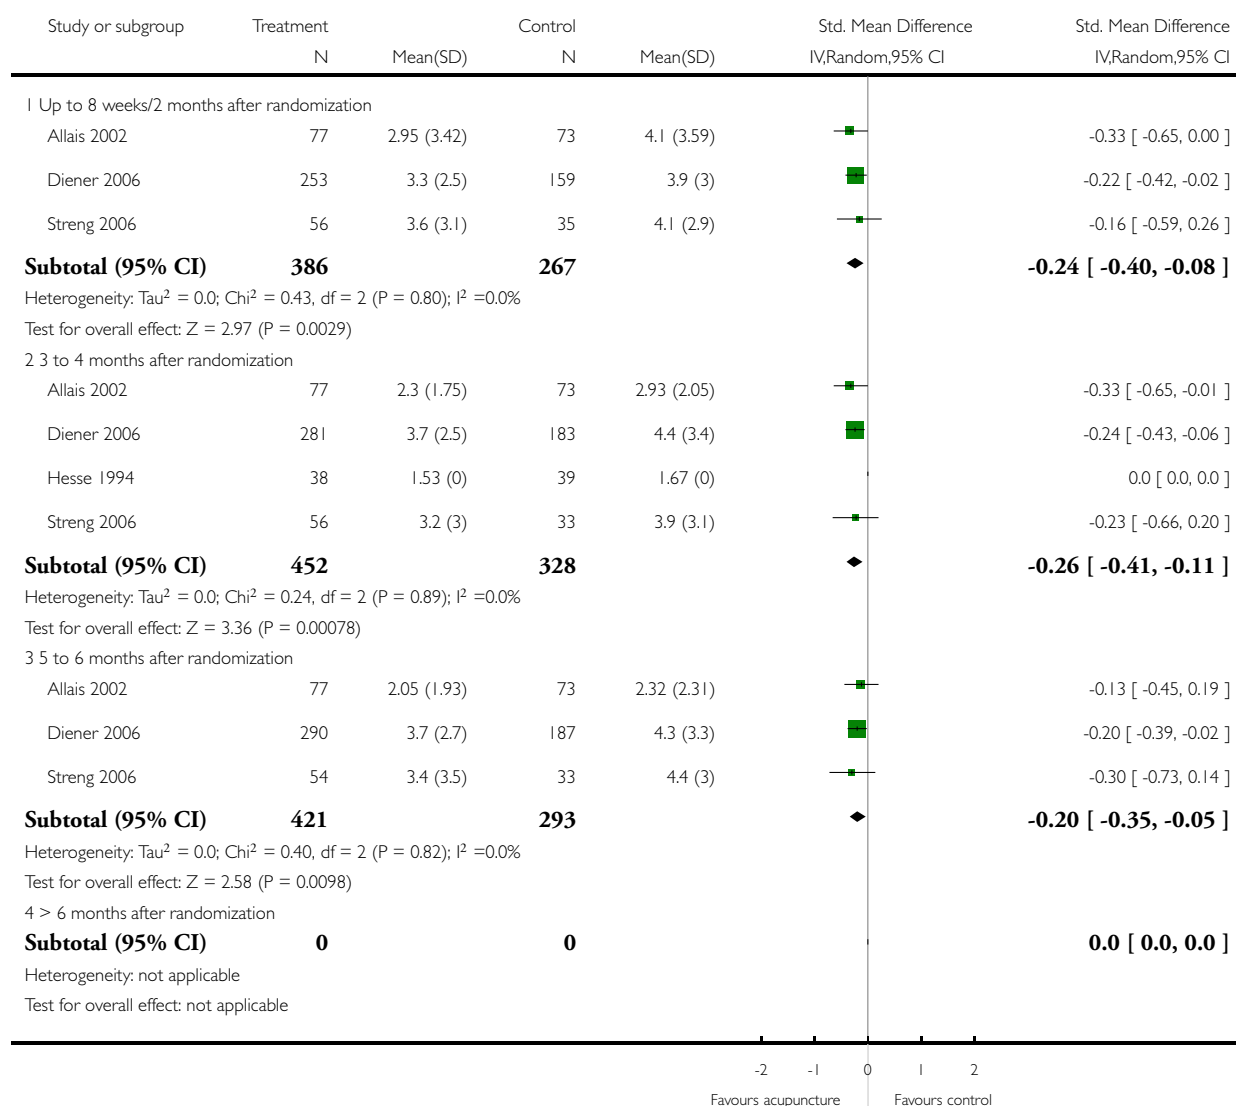 Study or subgroup Treatment Control Std. Mean Difference Std. Mean Difference
N Mean(SD) N Mean(SD) IV,Random,95% CI IV,Random,95% CI
1 Up to 8 weeks/2 months after randomization
Allais 2002 77 2.95 (3.42) 73 4.1 (3.59) -0.33 [ -0.65, 0.00 ]
Diener 2006 253 3.3 (2.5) 159 3.9 (3) -0.22 [ -0.42, -0.02 ]
Streng 2006 56 3.6 (3.1) 35 4.1 (2.9) -0.16 [ -0.59, 0.26 ]
Subtotal (95% CI) 386 267 -0.24 [ -0.40, -0.08 ]
Heterogeneity: Tau² = 0.0; Chi² = 0.43, df = 2 (P = 0.80); I² =0.0%
Test for overall effect: Z = 2.97 (P = 0.0029)
2 3 to 4 months after randomization
Allais 2002 77 2.3 (1.75) 73 2.93 (2.05) -0.33 [ -0.65, -0.01 ]
Diener 2006 281 3.7 (2.5) 183 4.4 (3.4) -0.24 [ -0.43, -0.06 ]
Hesse 1994 38 1.53 (0) 39 1.67 (0) 0.0 [ 0.0, 0.0 ]
Streng 2006 56 3.2 (3) 33 3.9 (3.1) -0.23 [ -0.66, 0.20 ]
Subtotal (95% CI) 452 328 -0.26 [ -0.41, -0.11 ]
Heterogeneity: Tau² = 0.0; Chi² = 0.24, df = 2 (P = 0.89); I² =0.0%
Test for overall effect: Z = 3.36 (P = 0.00078)
3 5 to 6 months after randomization
Allais 2002 77 2.05 (1.93) 73 2.32 (2.31) -0.13 [ -0.45, 0.19 ]
Diener 2006 290 3.7 (2.7) 187 4.3 (3.3) -0.20 [ -0.39, -0.02 ]
Streng 2006 54 3.4 (3.5) 33 4.4 (3) -0.30 [ -0.73, 0.14 ]
Subtotal (95% CI) 421 293 -0.20 [ -0.35, -0.05 ]
Heterogeneity: Tau² = 0.0; Chi² = 0.40, df = 2 (P = 0.82); I² =0.0%
Test for overall effect: Z = 2.58 (P = 0.0098)
4 > 6 months after randomization
Subtotal (95% CI) 0 0 0.0 [ 0.0, 0.0 ]
Heterogeneity: not applicable
Test for overall effect: not applicable
-2 -1 0 1 2
Favours acupuncture Favours control